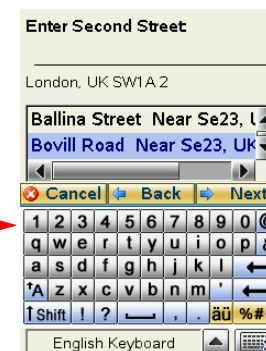 Enter Second Street:
London, UK SW1A 2
Ballina Street Near Se23, U
Bovill Road Near Se23, UK
Cancel Back Next
1 2 3 4 5 6 7 8 9 0 @
q w e r t y u i o p &
a s d f g h j k l
A z x c v b n m '
Shift ! ? , . äü %#
English Keyboard